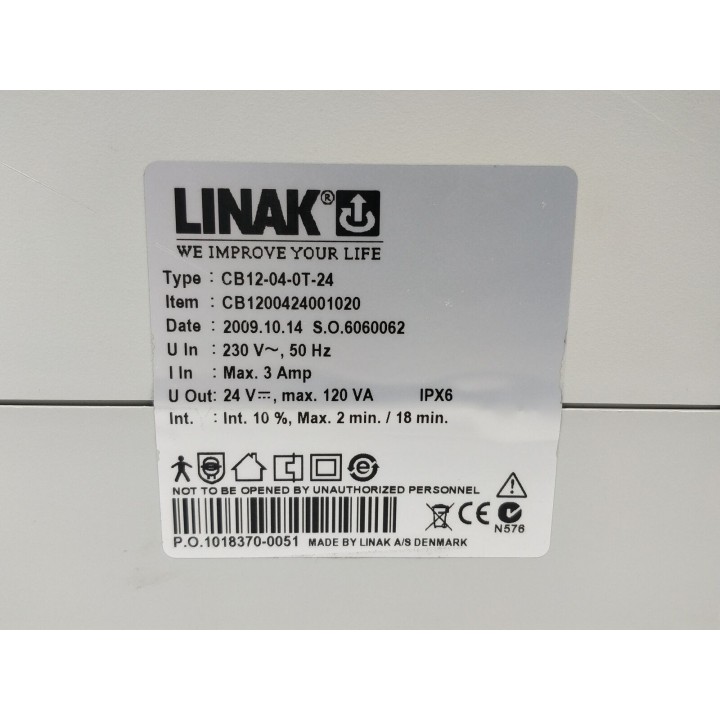 LINAK®
WE IMPROVE YOUR LIFE
Type : CB12-04-0T-24
Item : CB1200424001020
Date : 2009.10.14 S.O.6060062
U In : 230 V~, 50 Hz
I In : Max. 3 Amp
U Out: 24 V⎓, max. 120 VA IPX6
Int. : Int. 10 %, Max. 2 min. / 18 min.
NOT TO BE OPENED BY UNAUTHORIZED PERSONNEL
CE
N576
P.O.1018370-0051 MADE BY LINAK A/S DENMARK